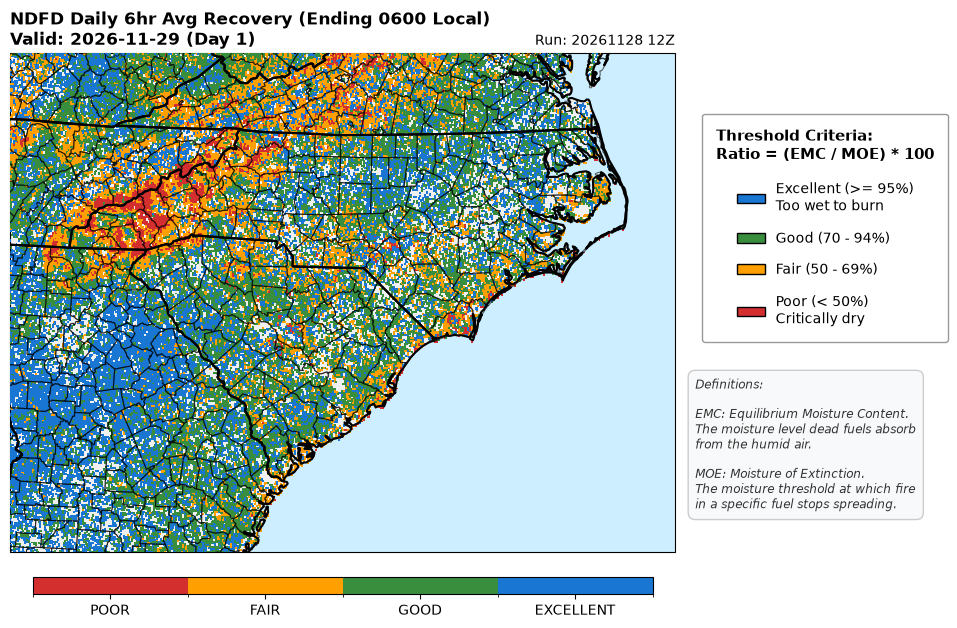 NDFD Daily 6hr Avg Recovery (Ending 0600 Local)
Valid: 2026-11-29 (Day 1)
Run: 20261128 12Z
Threshold Criteria:
Ratio = (EMC / MOE) * 100
Excellent (>= 95%)
Too wet to burn
Good (70 - 94%)
Fair (50 - 69%)
Poor (< 50%)
Critically dry
Definitions:
EMC: Equilibrium Moisture Content.
The moisture level dead fuels absorb
from the humid air.
MOE: Moisture of Extinction.
The moisture threshold at which fire
in a specific fuel stops spreading.
POOR
FAIR
GOOD
EXCELLENT